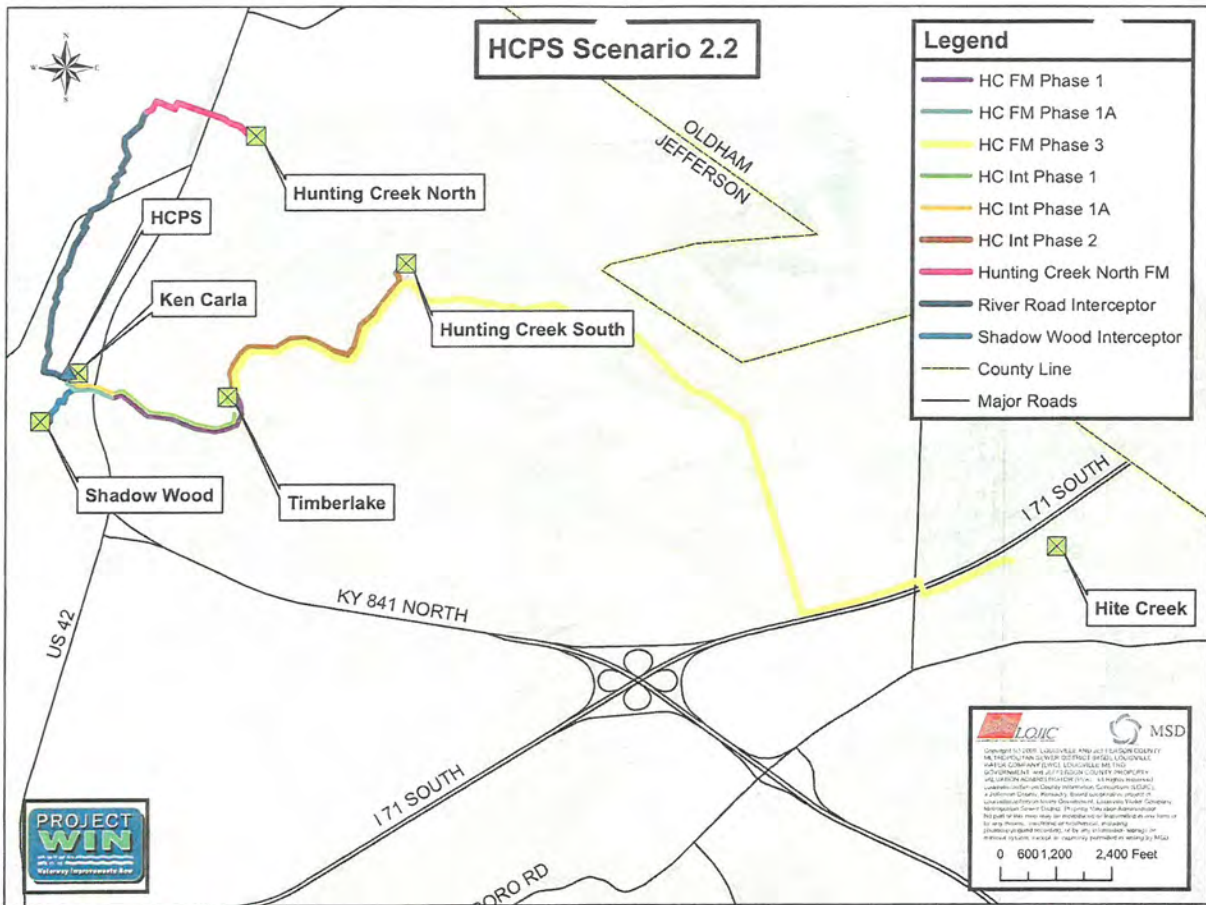 HCPS Scenario 2.2
N
W E
S
Legend
HC FM Phase 1
HC FM Phase 1A
HC FM Phase 3
HC Int Phase 1
HC Int Phase 1A
HC Int Phase 2
Hunting Creek North FM
River Road Interceptor
Shadow Wood Interceptor
County Line
Major Roads
OLDHAM
JEFFERSON
Hunting Creek North
HCPS
Ken Carla
Hunting Creek South
Shadow Wood
Timberlake
I 71 SOUTH
Hite Creek
KY 841 NORTH
US 42
I 71 SOUTH
BORO RD
PROJECT
WIN
Waterway Improvements Now
LOJIC MSD
0 600 1,200 2,400 Feet